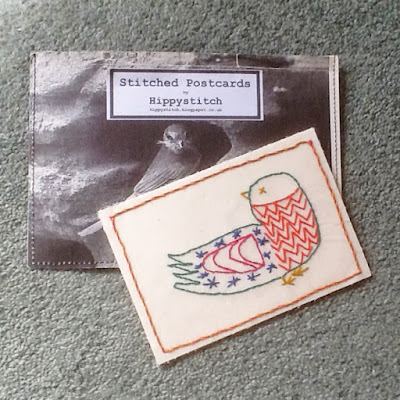 Stitched Postcards
by
Hippystitch
hippystitch.blogspot.co.uk